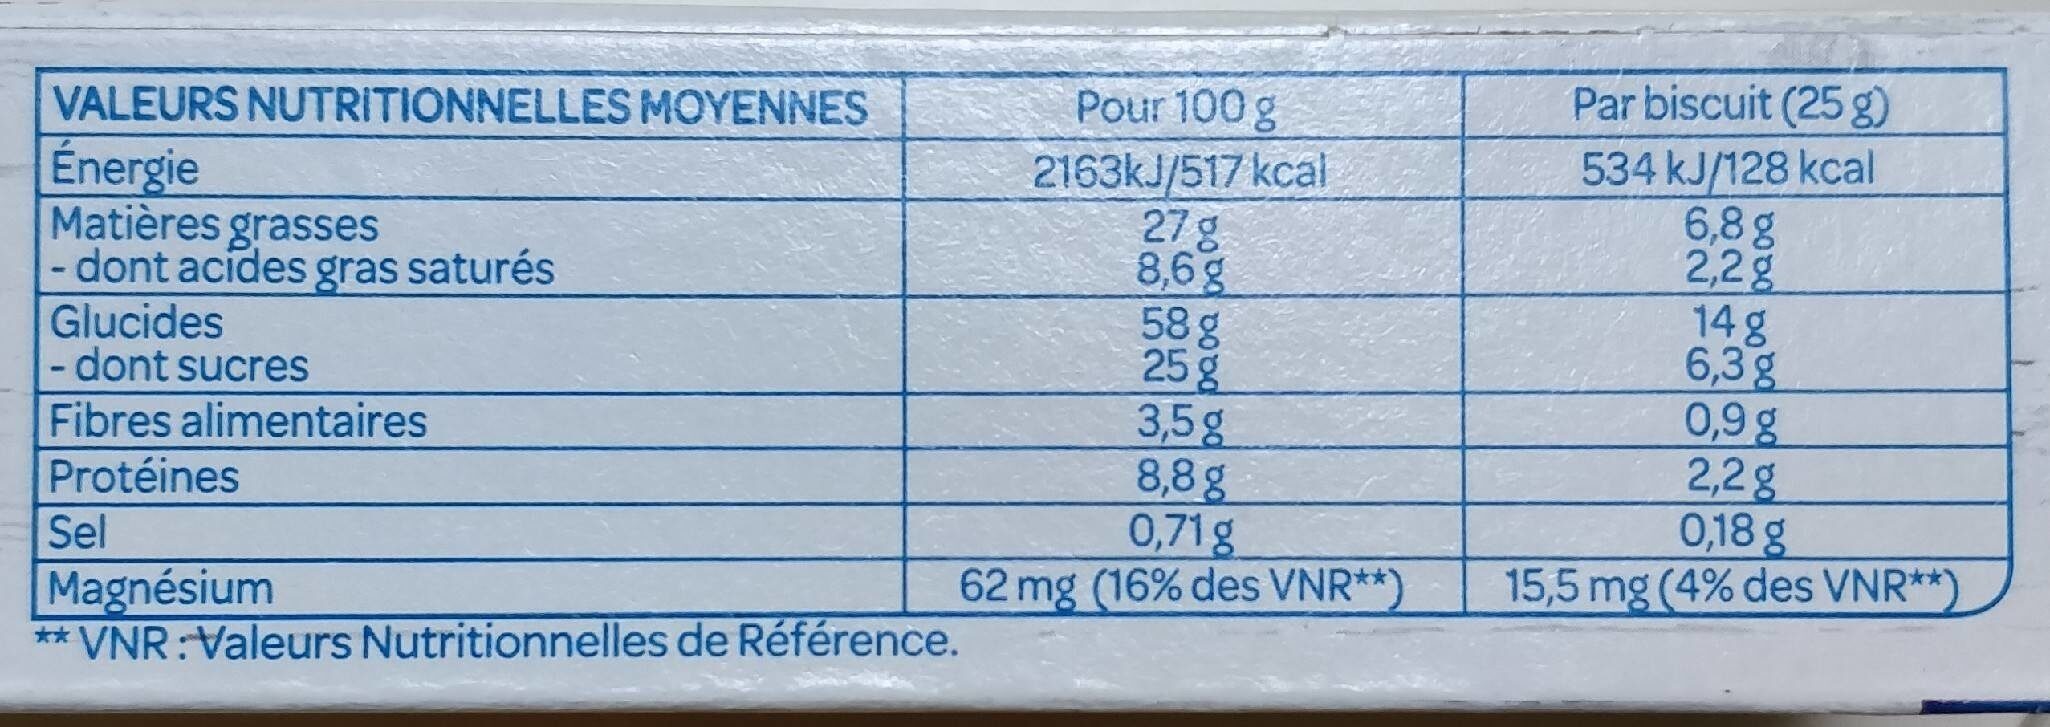 VALEURS NUTRITIONNELLES MOYENNES Pour 100 g Par biscuit (25 g)
Énergie 2163kJ/517 kcal 534 kJ/128 kcal
Matières grasses 27 g 6,8 g
- dont acides gras saturés 8,6 g 2,2 g
Glucides 58 g 14 g
- dont sucres 25 g 6,3 g
Fibres alimentaires 3,5 g 0,9 g
Protéines 8,8 g 2,2 g
Sel 0,71 g 0,18 g
Magnésium 62 mg (16% des VNR**) 15,5 mg (4% des VNR**)
** VNR : Valeurs Nutritionnelles de Référence.